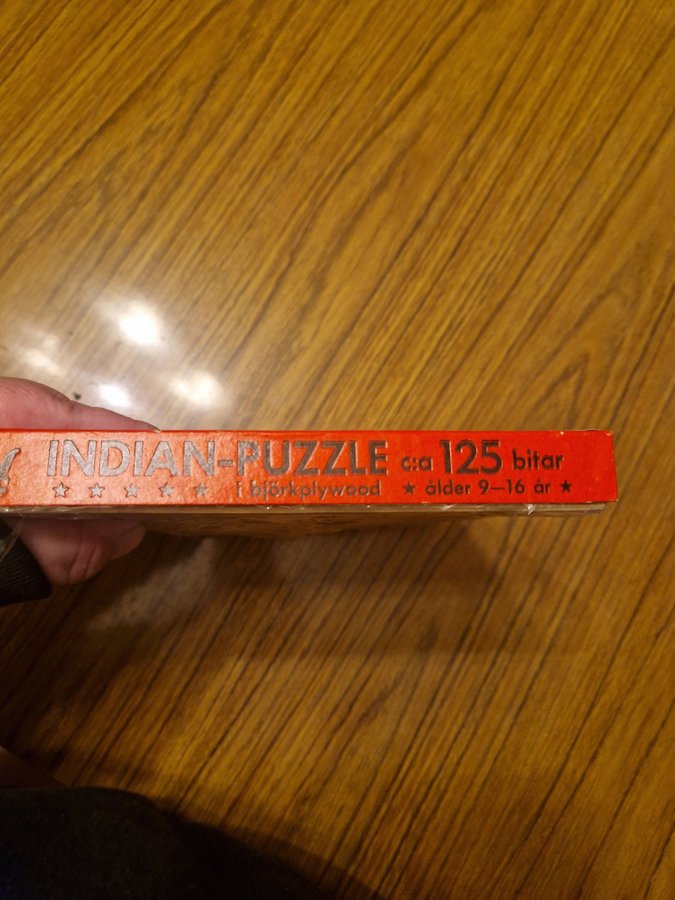 INDIAN-PUZZLE c:a 125 bitar
☆ ☆ ☆ ☆ ☆ i björkplywood ★ ålder 9—16 år ★